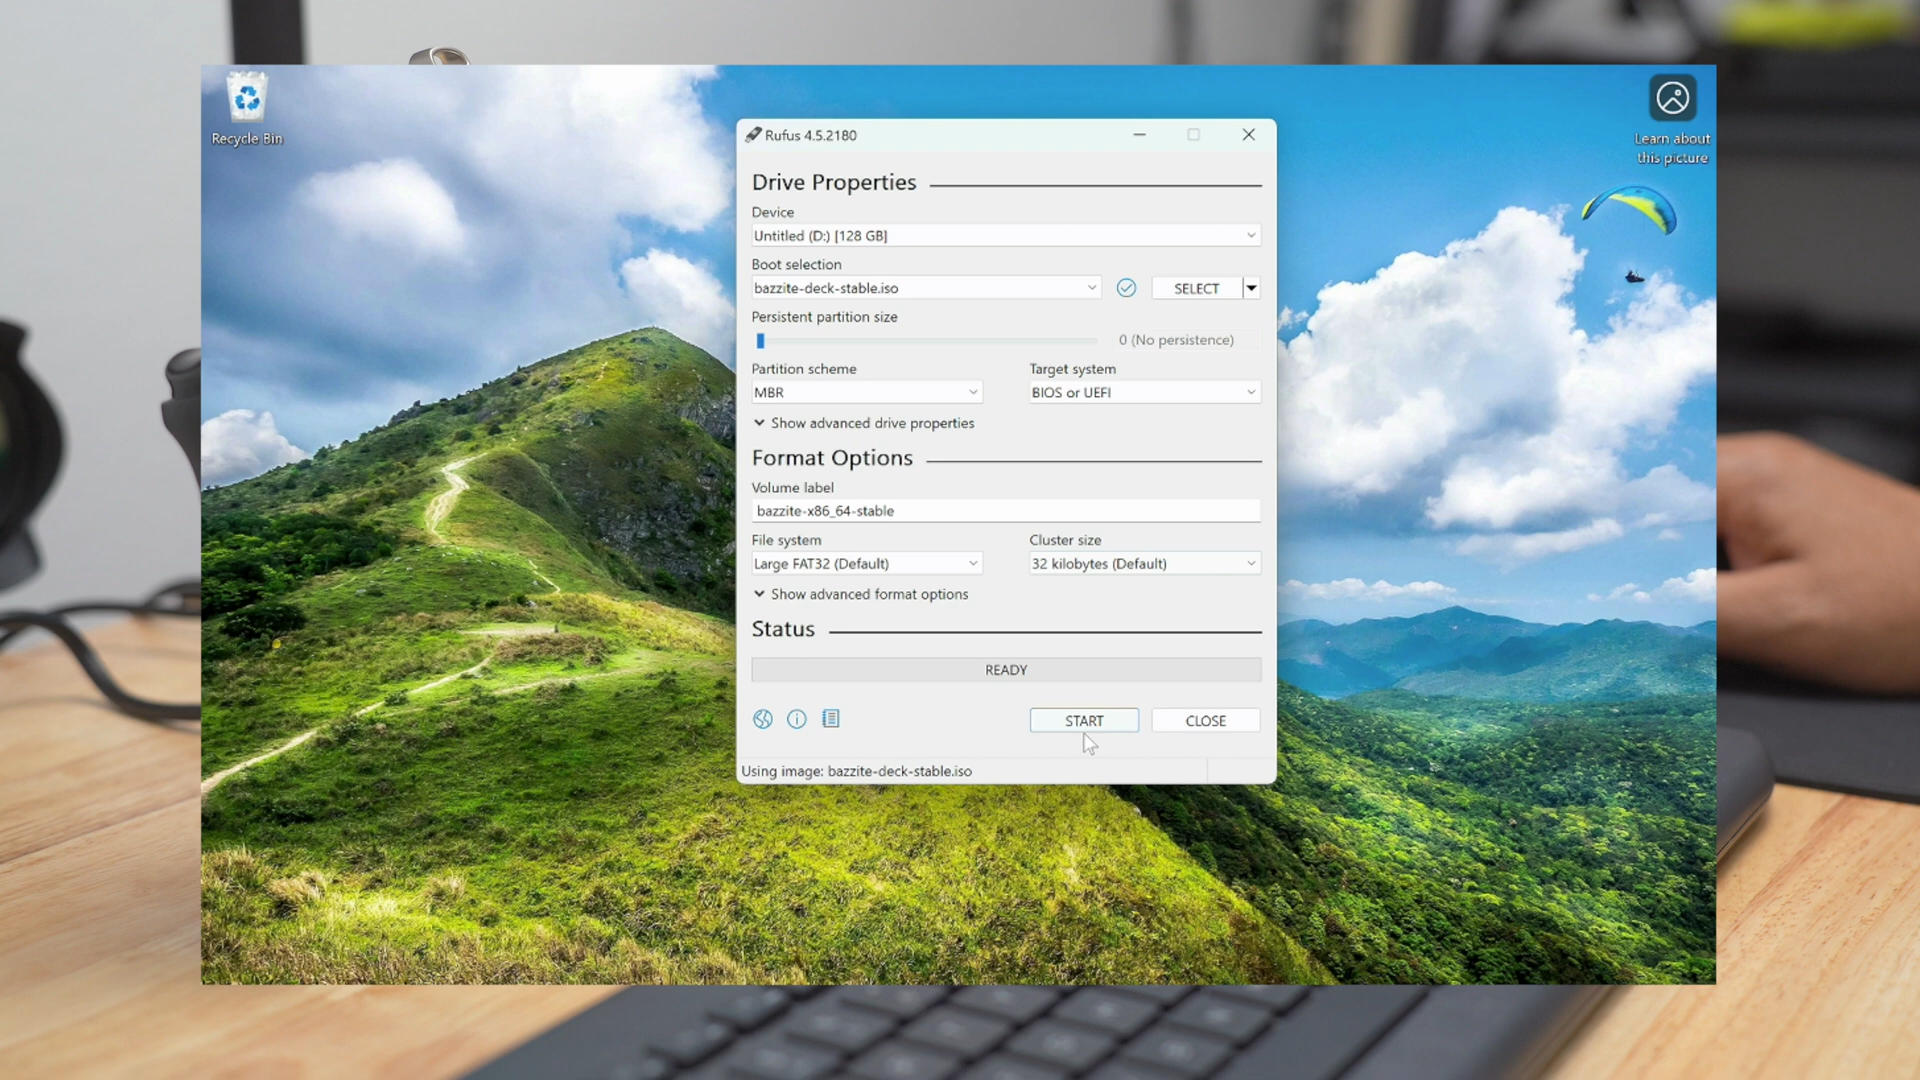 Recycle Bin
Learn about
this picture
Rufus 4.5.2180
Drive Properties
Device
Untitled (D:) [128 GB]
Boot selection
bazzite-deck-stable.iso
SELECT
Persistent partition size
0 (No persistence)
Partition scheme
Target system
MBR
BIOS or UEFI
Show advanced drive properties
Format Options
Volume label
bazzite-x86_64-stable
File system
Cluster size
Large FAT32 (Default)
32 kilobytes (Default)
Show advanced format options
Status
READY
START
CLOSE
Using image: bazzite-deck-stable.iso